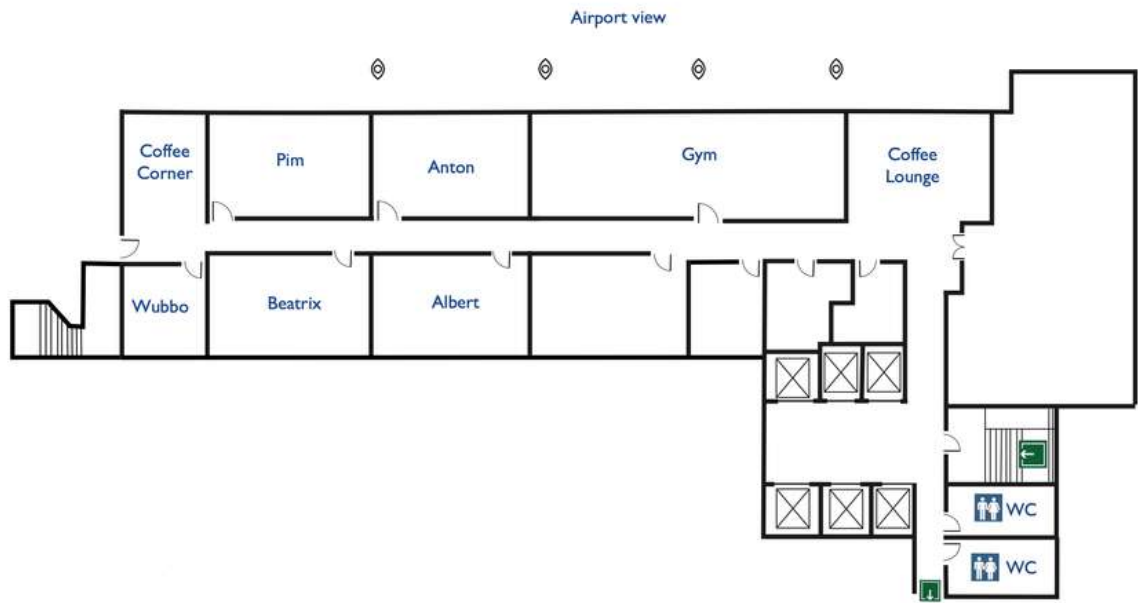 Airport view
Coffee
Corner
Pim
Anton
Gym
Coffee
Lounge
Wubbo
Beatrix
Albert
WC
WC